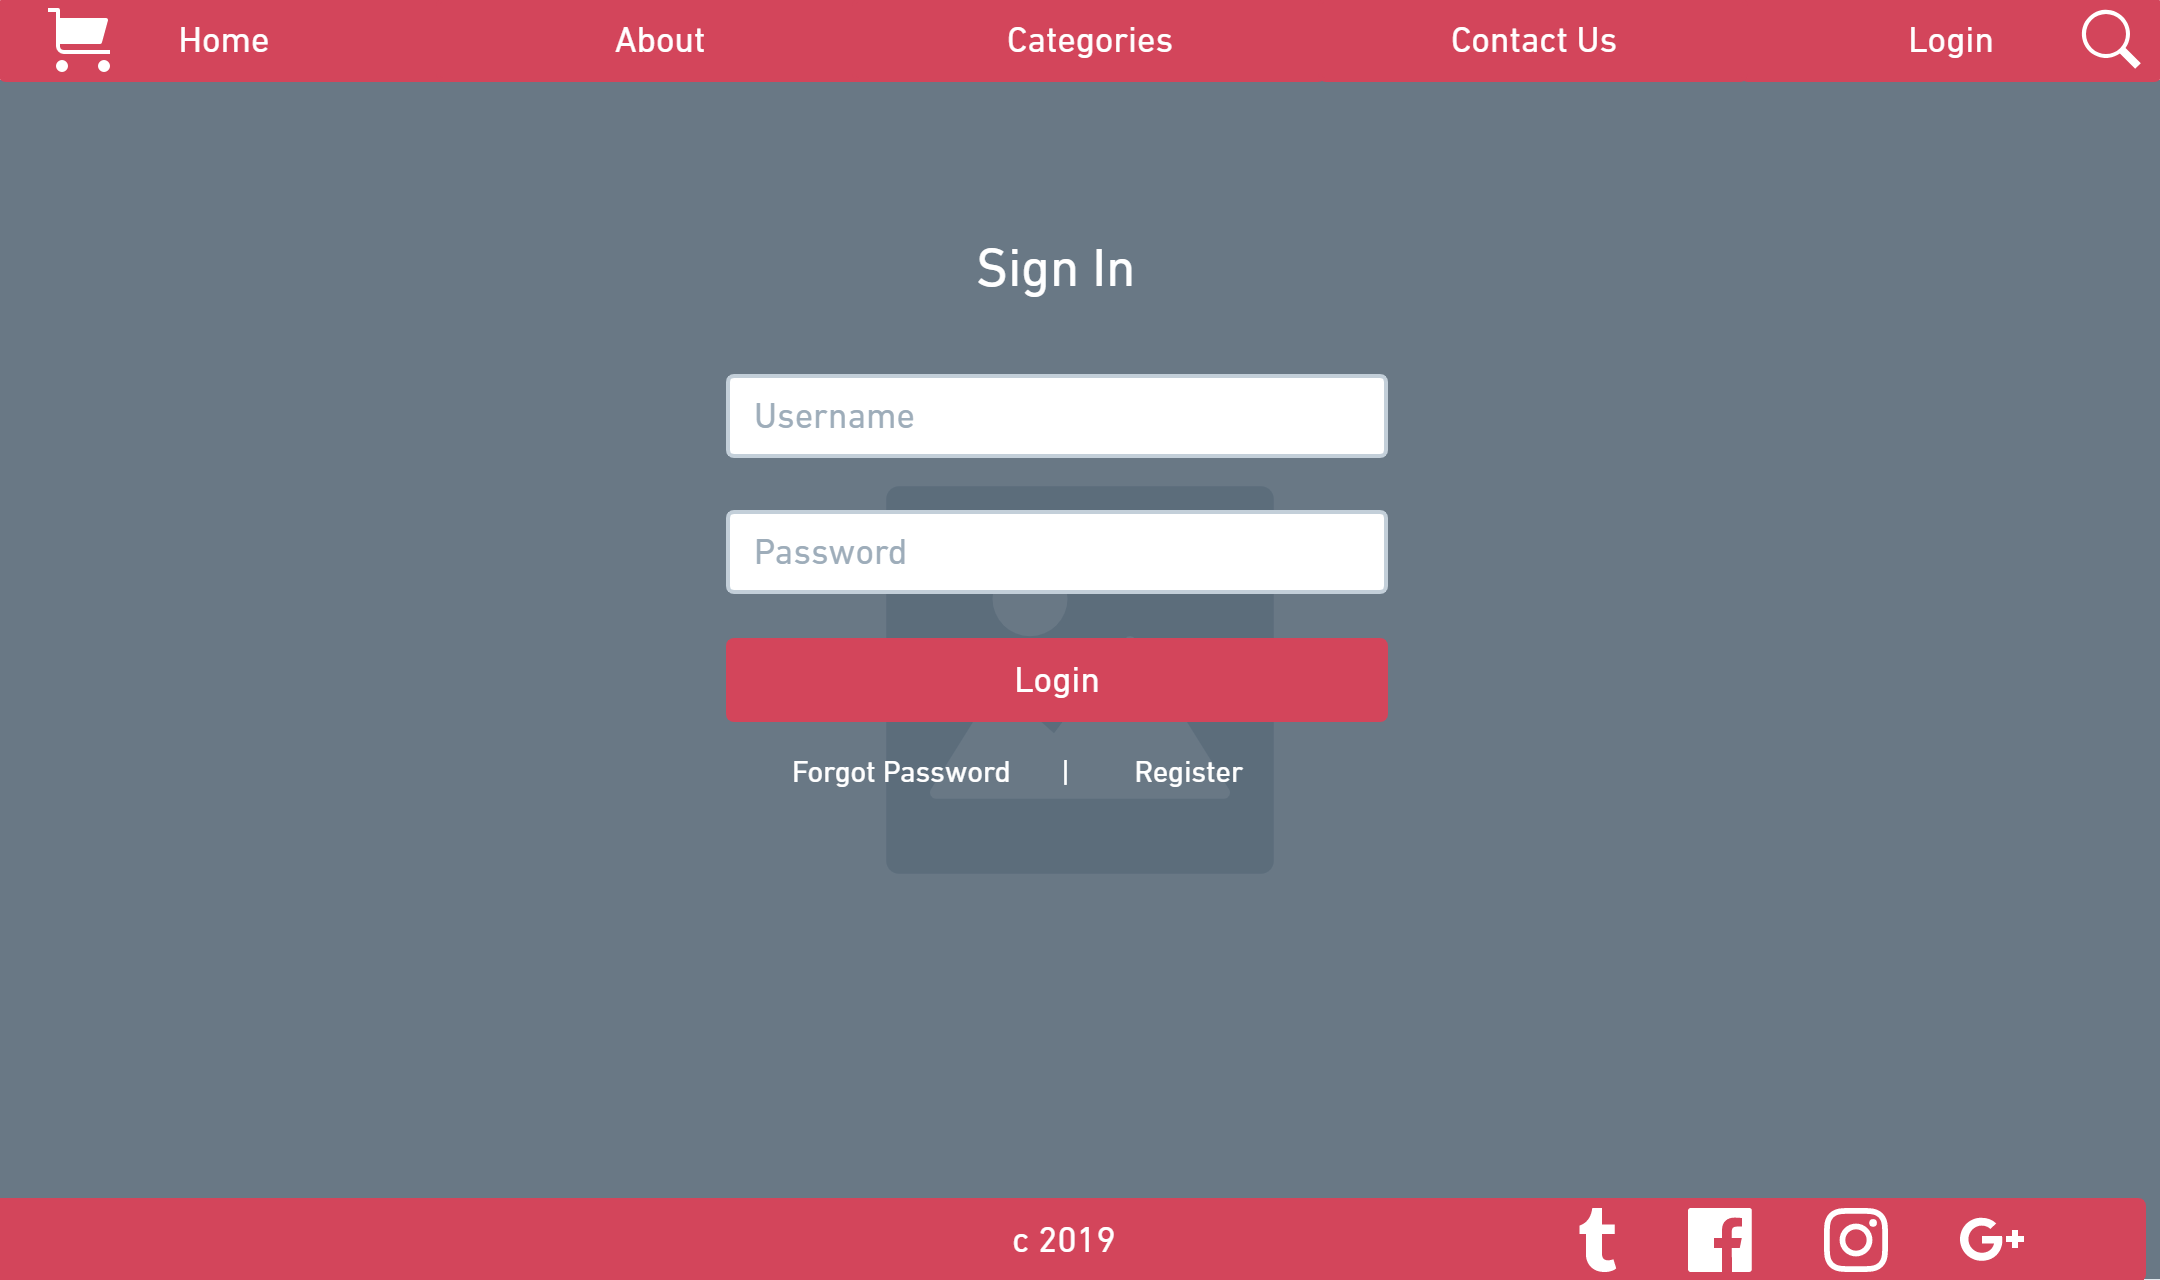 Home About Categories Contact Us Login
Sign In
Username
Password
Login
Forgot Password | Register
c 2019